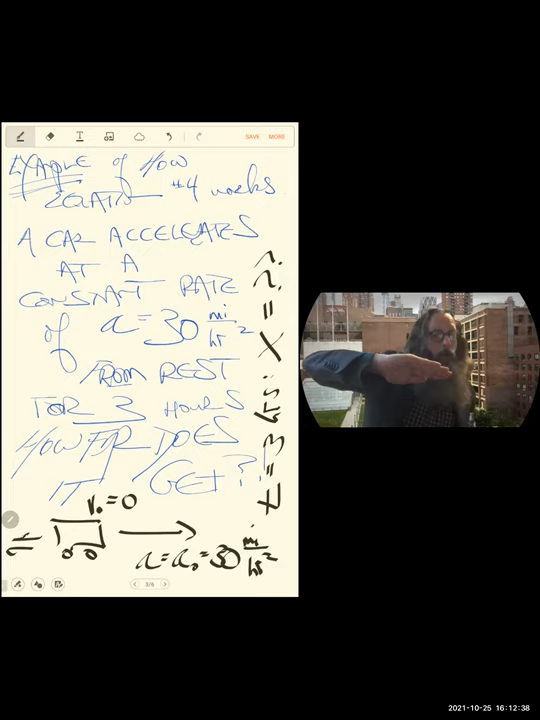 SAVE MORE
EXAMPLE of HOW
EQUATION #4 works
A CAR ACCELERATES
AT A
CONSTANT RATE
of a = 30 mi/hr²
FROM REST
FOR 3 HOURS
HOW FAR DOES
IT GET?
t = 3 hrs: X = ??
V₀ = 0
a = a₀ = 30 mi/hr²
3/6
2021-10-25 16:12:38